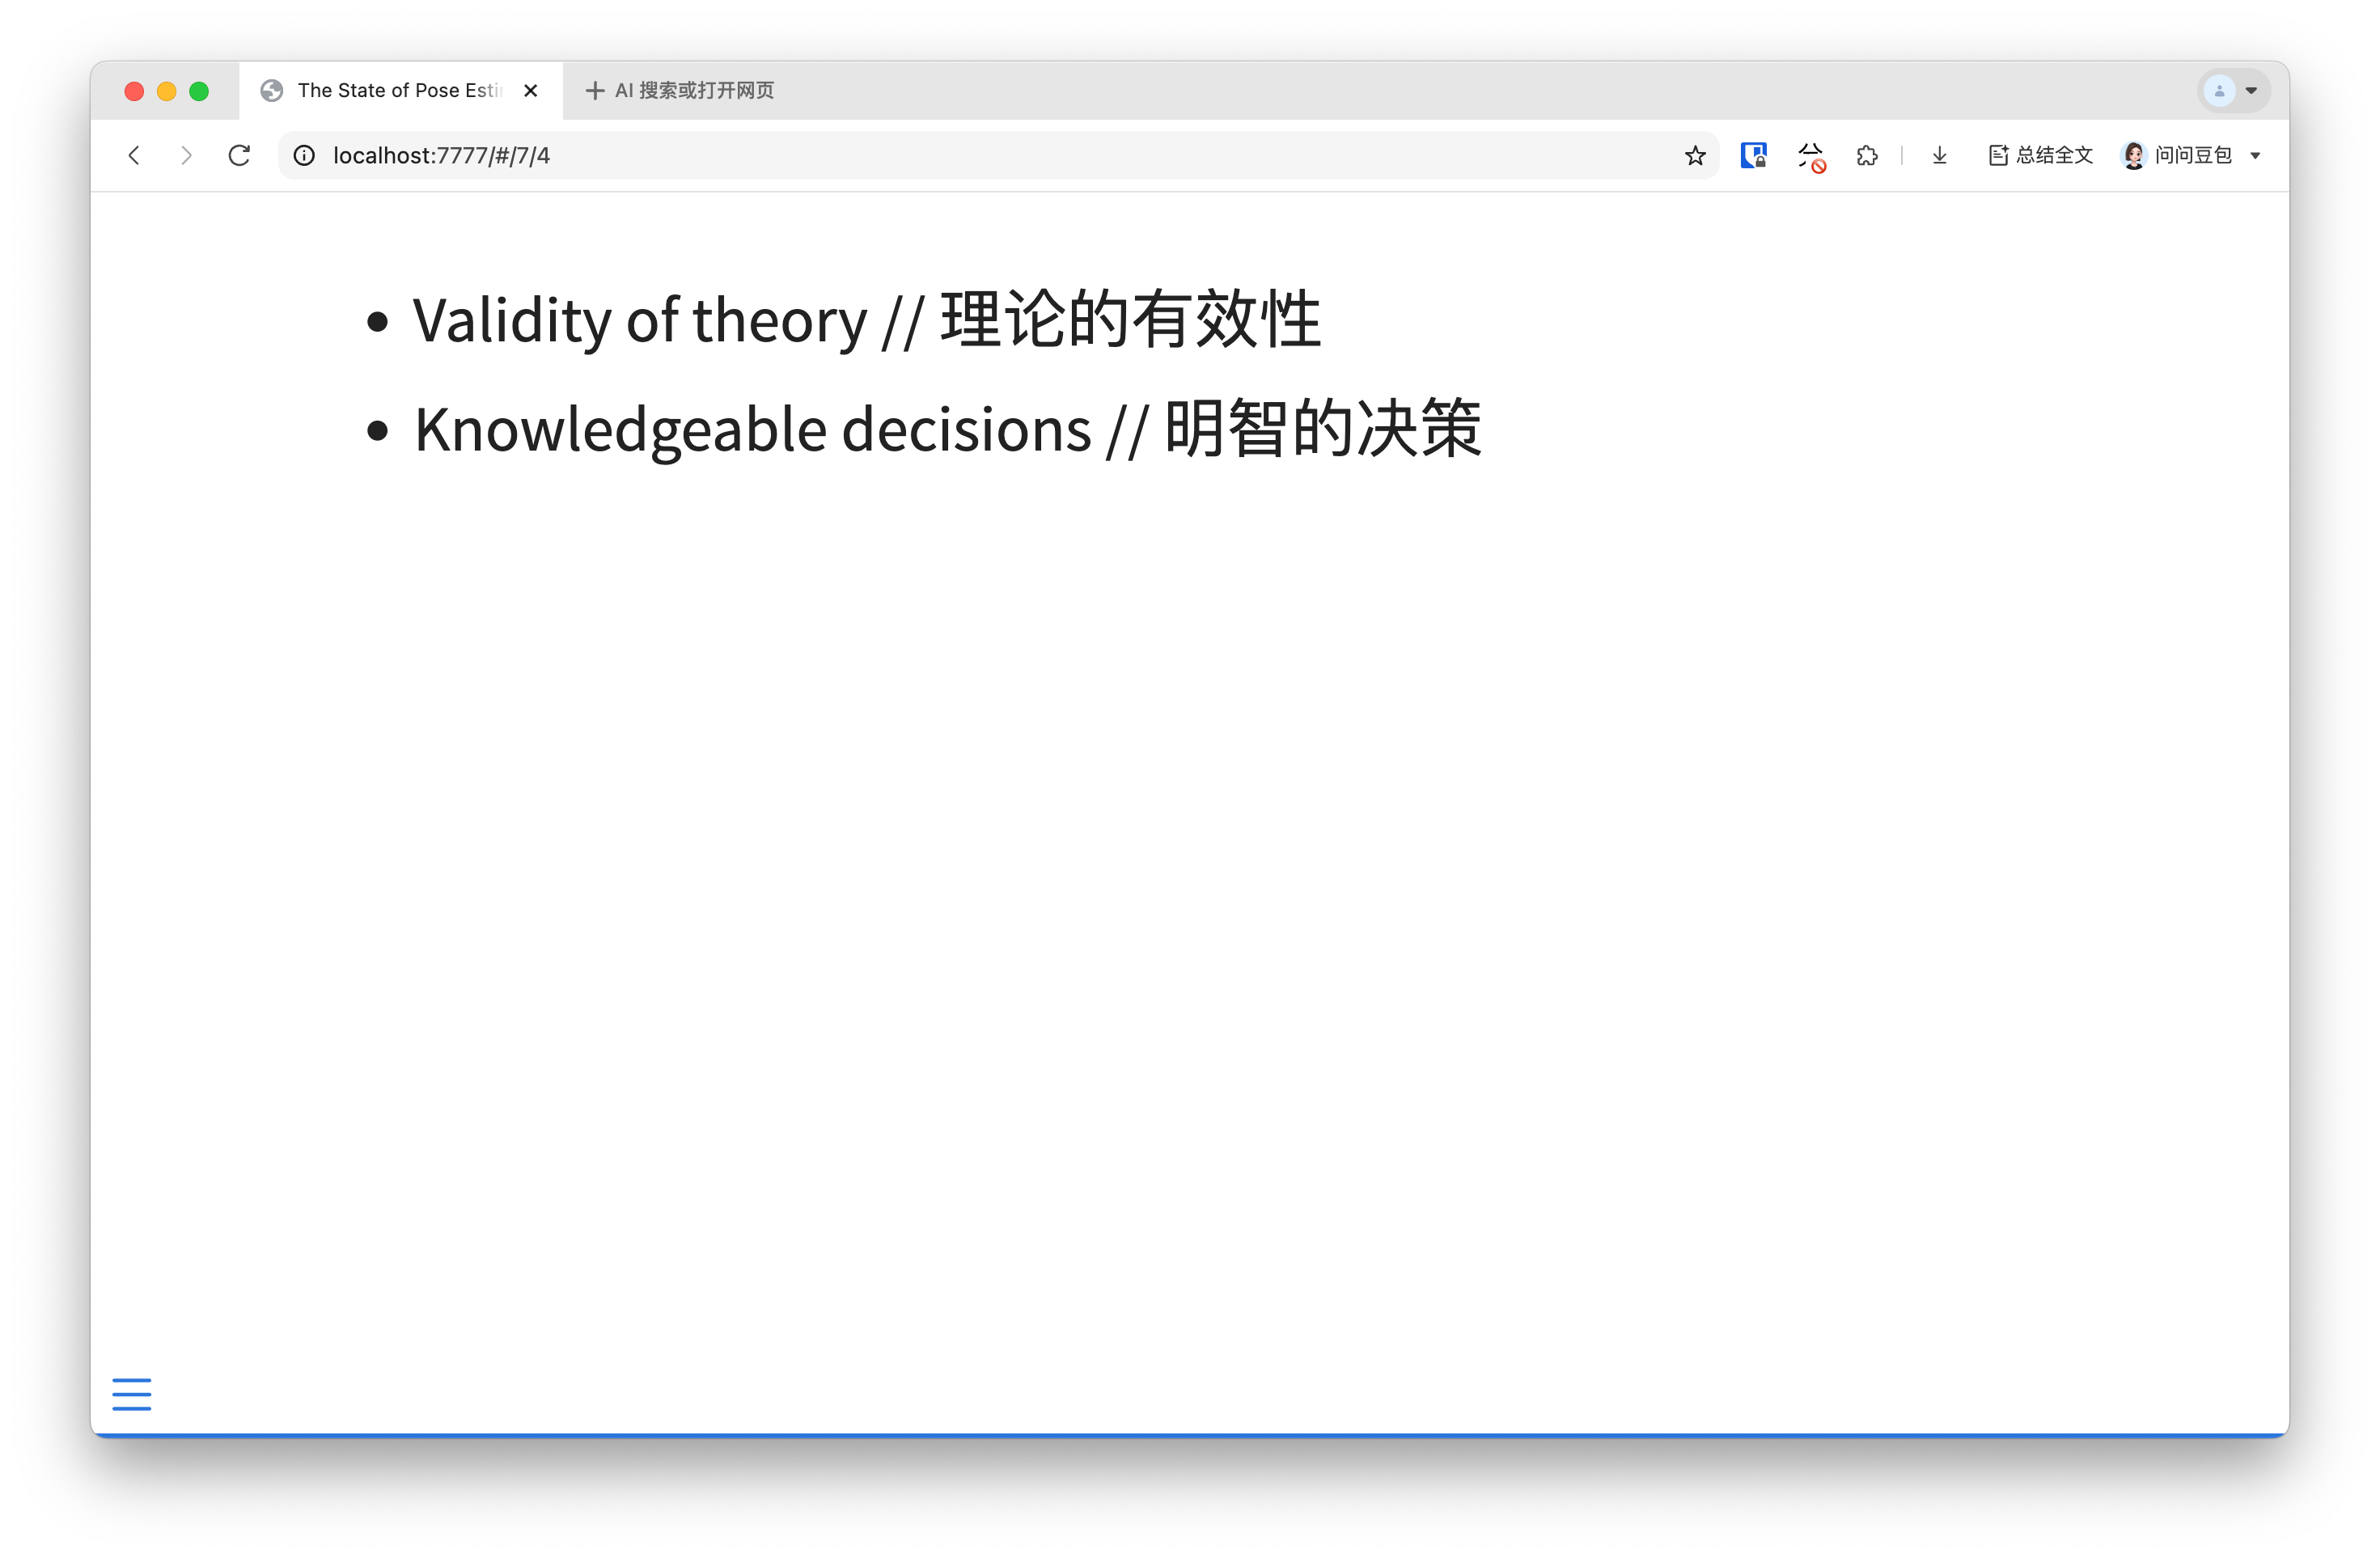 The State of Pose Esti
AI 搜索或打开网页
localhost:7777/#/7/4
总结全文
问问豆包
• Validity of theory // 理论的有效性
• Knowledgeable decisions // 明智的决策